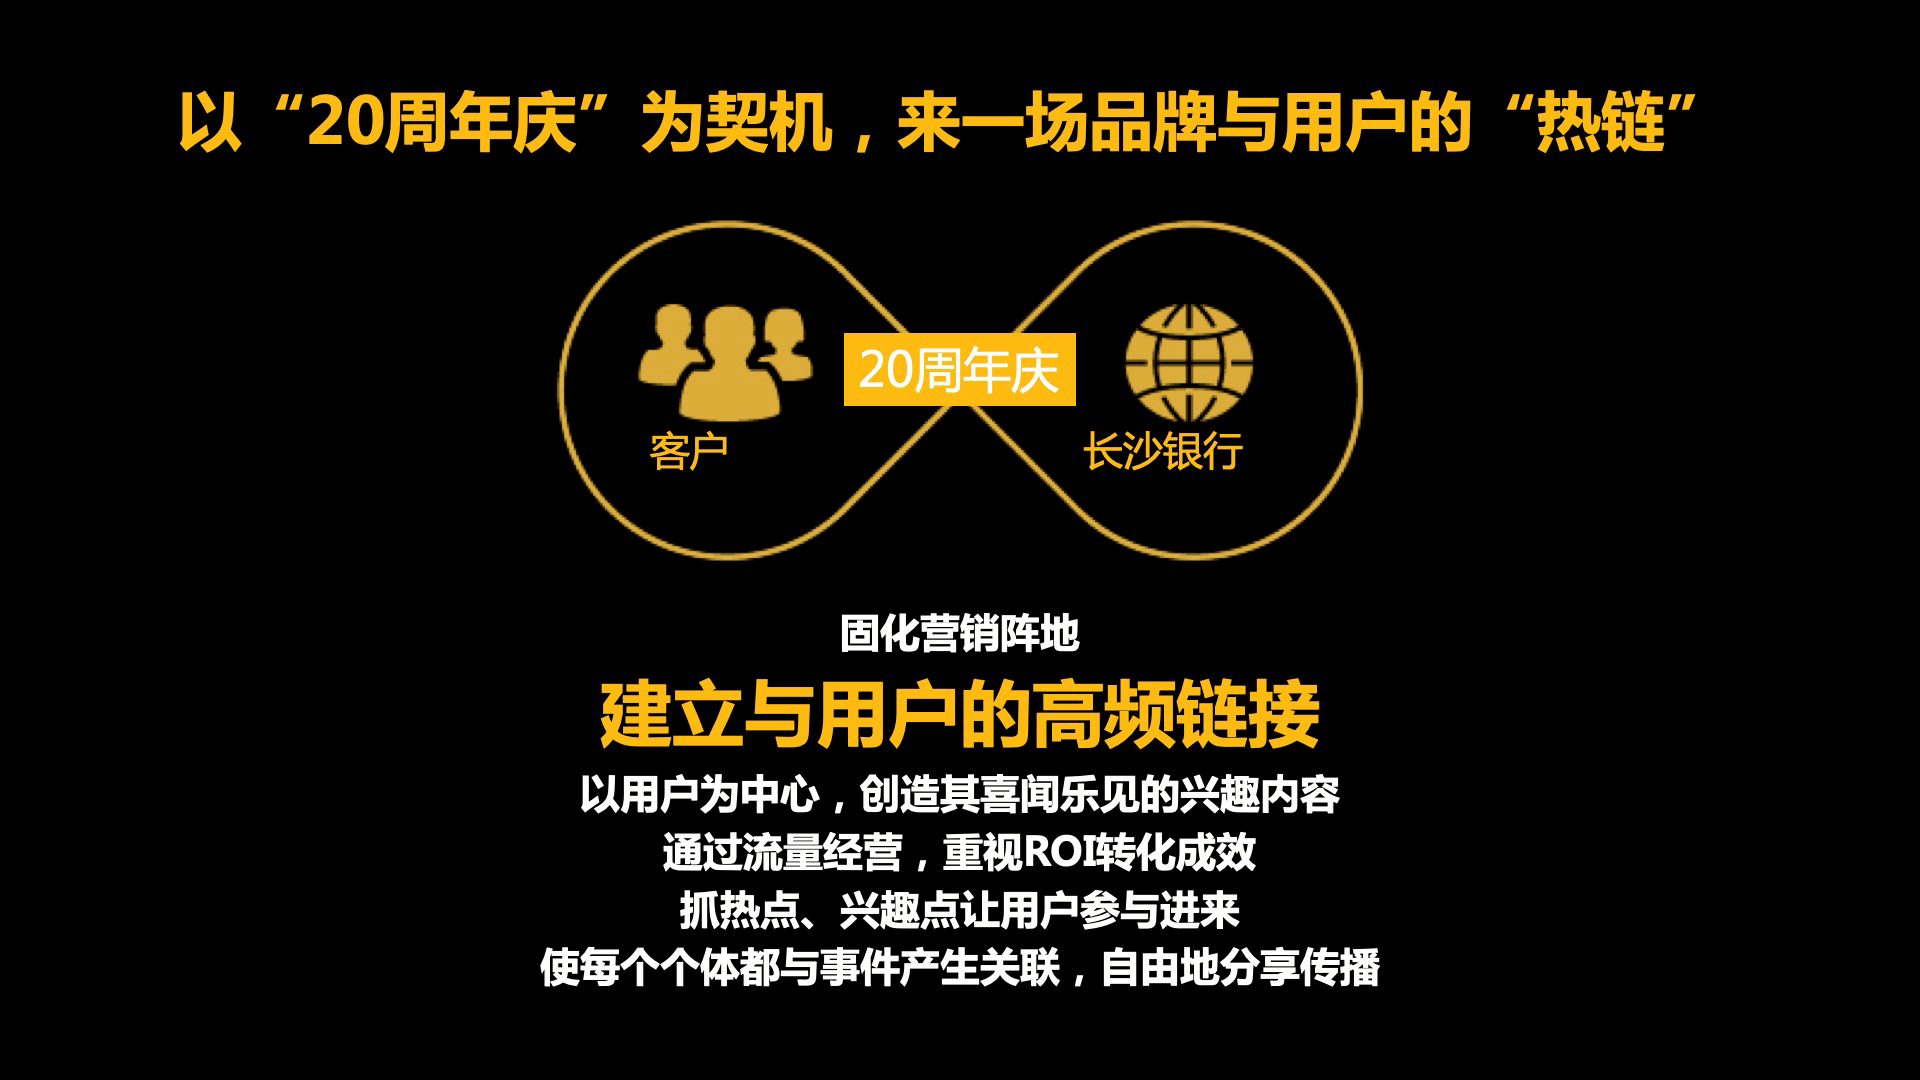 以“20周年庆”为契机，来一场品牌与用户的“热链”
20周年庆
客户
长沙银行
固化营销阵地
建立与用户的高频链接
以用户为中心，创造其喜闻乐见的兴趣内容
通过流量经营，重视ROI转化成效
抓热点、兴趣点让用户参与进来
使每个个体都与事件产生关联，自由地分享传播